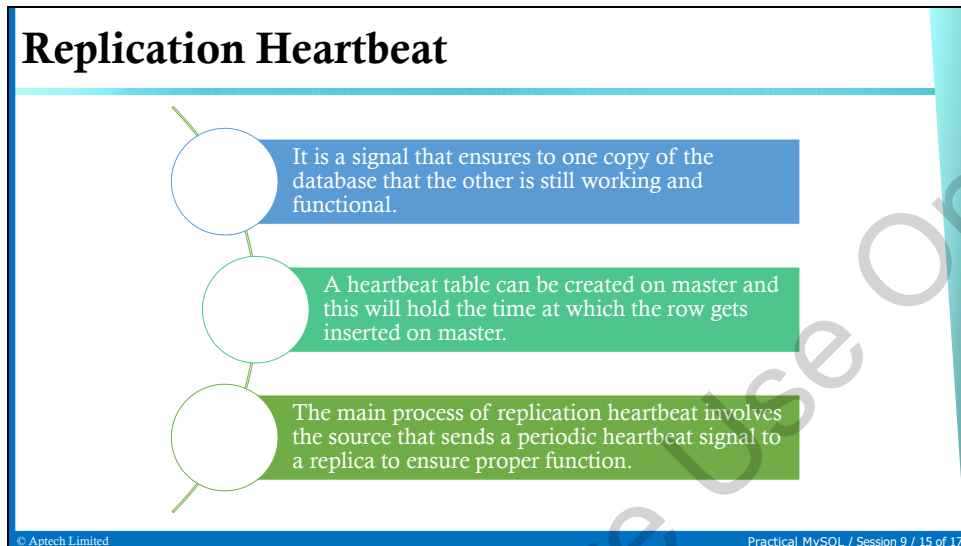 Replication Heartbeat
It is a signal that ensures to one copy of the
database that the other is still working and
functional.
A heartbeat table can be created on master and
this will hold the time at which the row gets
inserted on master.
The main process of replication heartbeat involves
the source that sends a periodic heartbeat signal to
a replica to ensure proper function.
Use
© Aptech Limited
Practical MySQL / Session 9 / 15 of 17